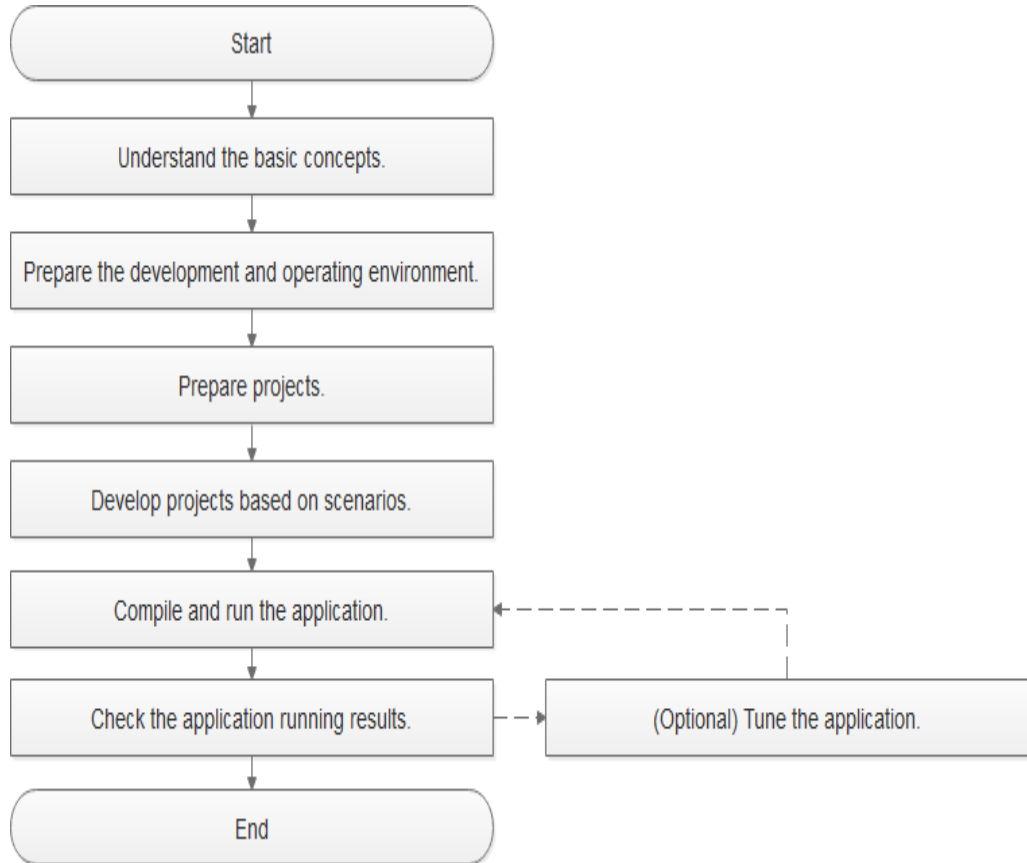 Start
Understand the basic concepts.
Prepare the development and operating environment.
Prepare projects.
Develop projects based on scenarios.
Compile and run the application.
Check the application running results.
(Optional) Tune the application.
End